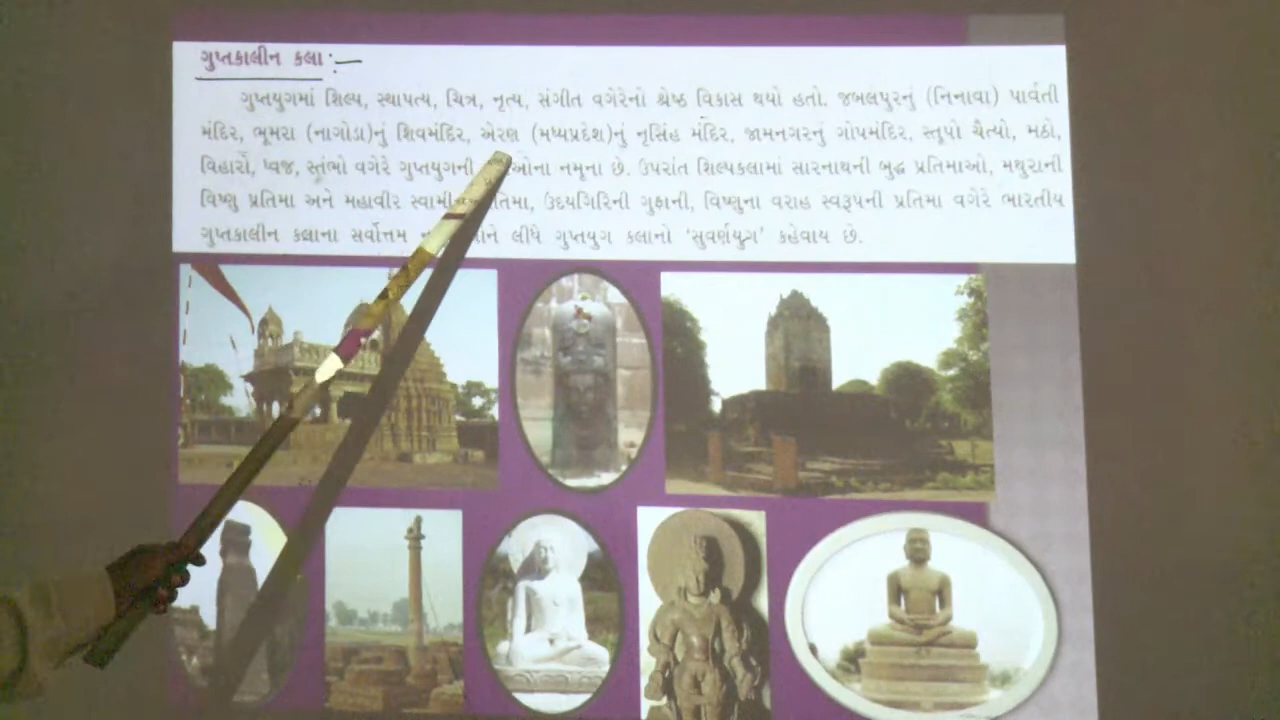 ગુપ્તકાલીન કલા :-
ગુપ્તયુગમાં શિલ્પ, સ્થાપત્ય, ચિત્ર, નૃત્ય, સંગીત વગેરેનો શ્રેષ્ઠ વિકાસ થયો હતો. જબલપુરનું (નિનાવા) પાર્વતી
મંદિર, ભૂમરા (નાગોડા)નું શિવમંદિર, એરણ (મધ્યપ્રદેશ)નું નૃસિંહ મંદિર, જામનગરનું ગોપમંદિર, સ્તૂપો ચૈત્યો, મઠો,
વિહારો, ધ્વજ, સ્તંભો વગેરે ગુપ્તયુગની નમૂના છે. ઉપરાંત શિલ્પકલામાં સારનાથની બુદ્ધ પ્રતિમાઓ, મથુરાની
વિષ્ણુ પ્રતિમા અને મહાવીર ઉદયગિરિની ગુફાની, વિષ્ણુના વરાહ સ્વરૂપની પ્રતિમા વગેરે ભારતીય
ગુપ્તકાલીન કલાના સર્વોત્તમ લીધે ગુપ્તયુગ કલાનો ‘સુવર્ણયુગ’ કહેવાય છે.